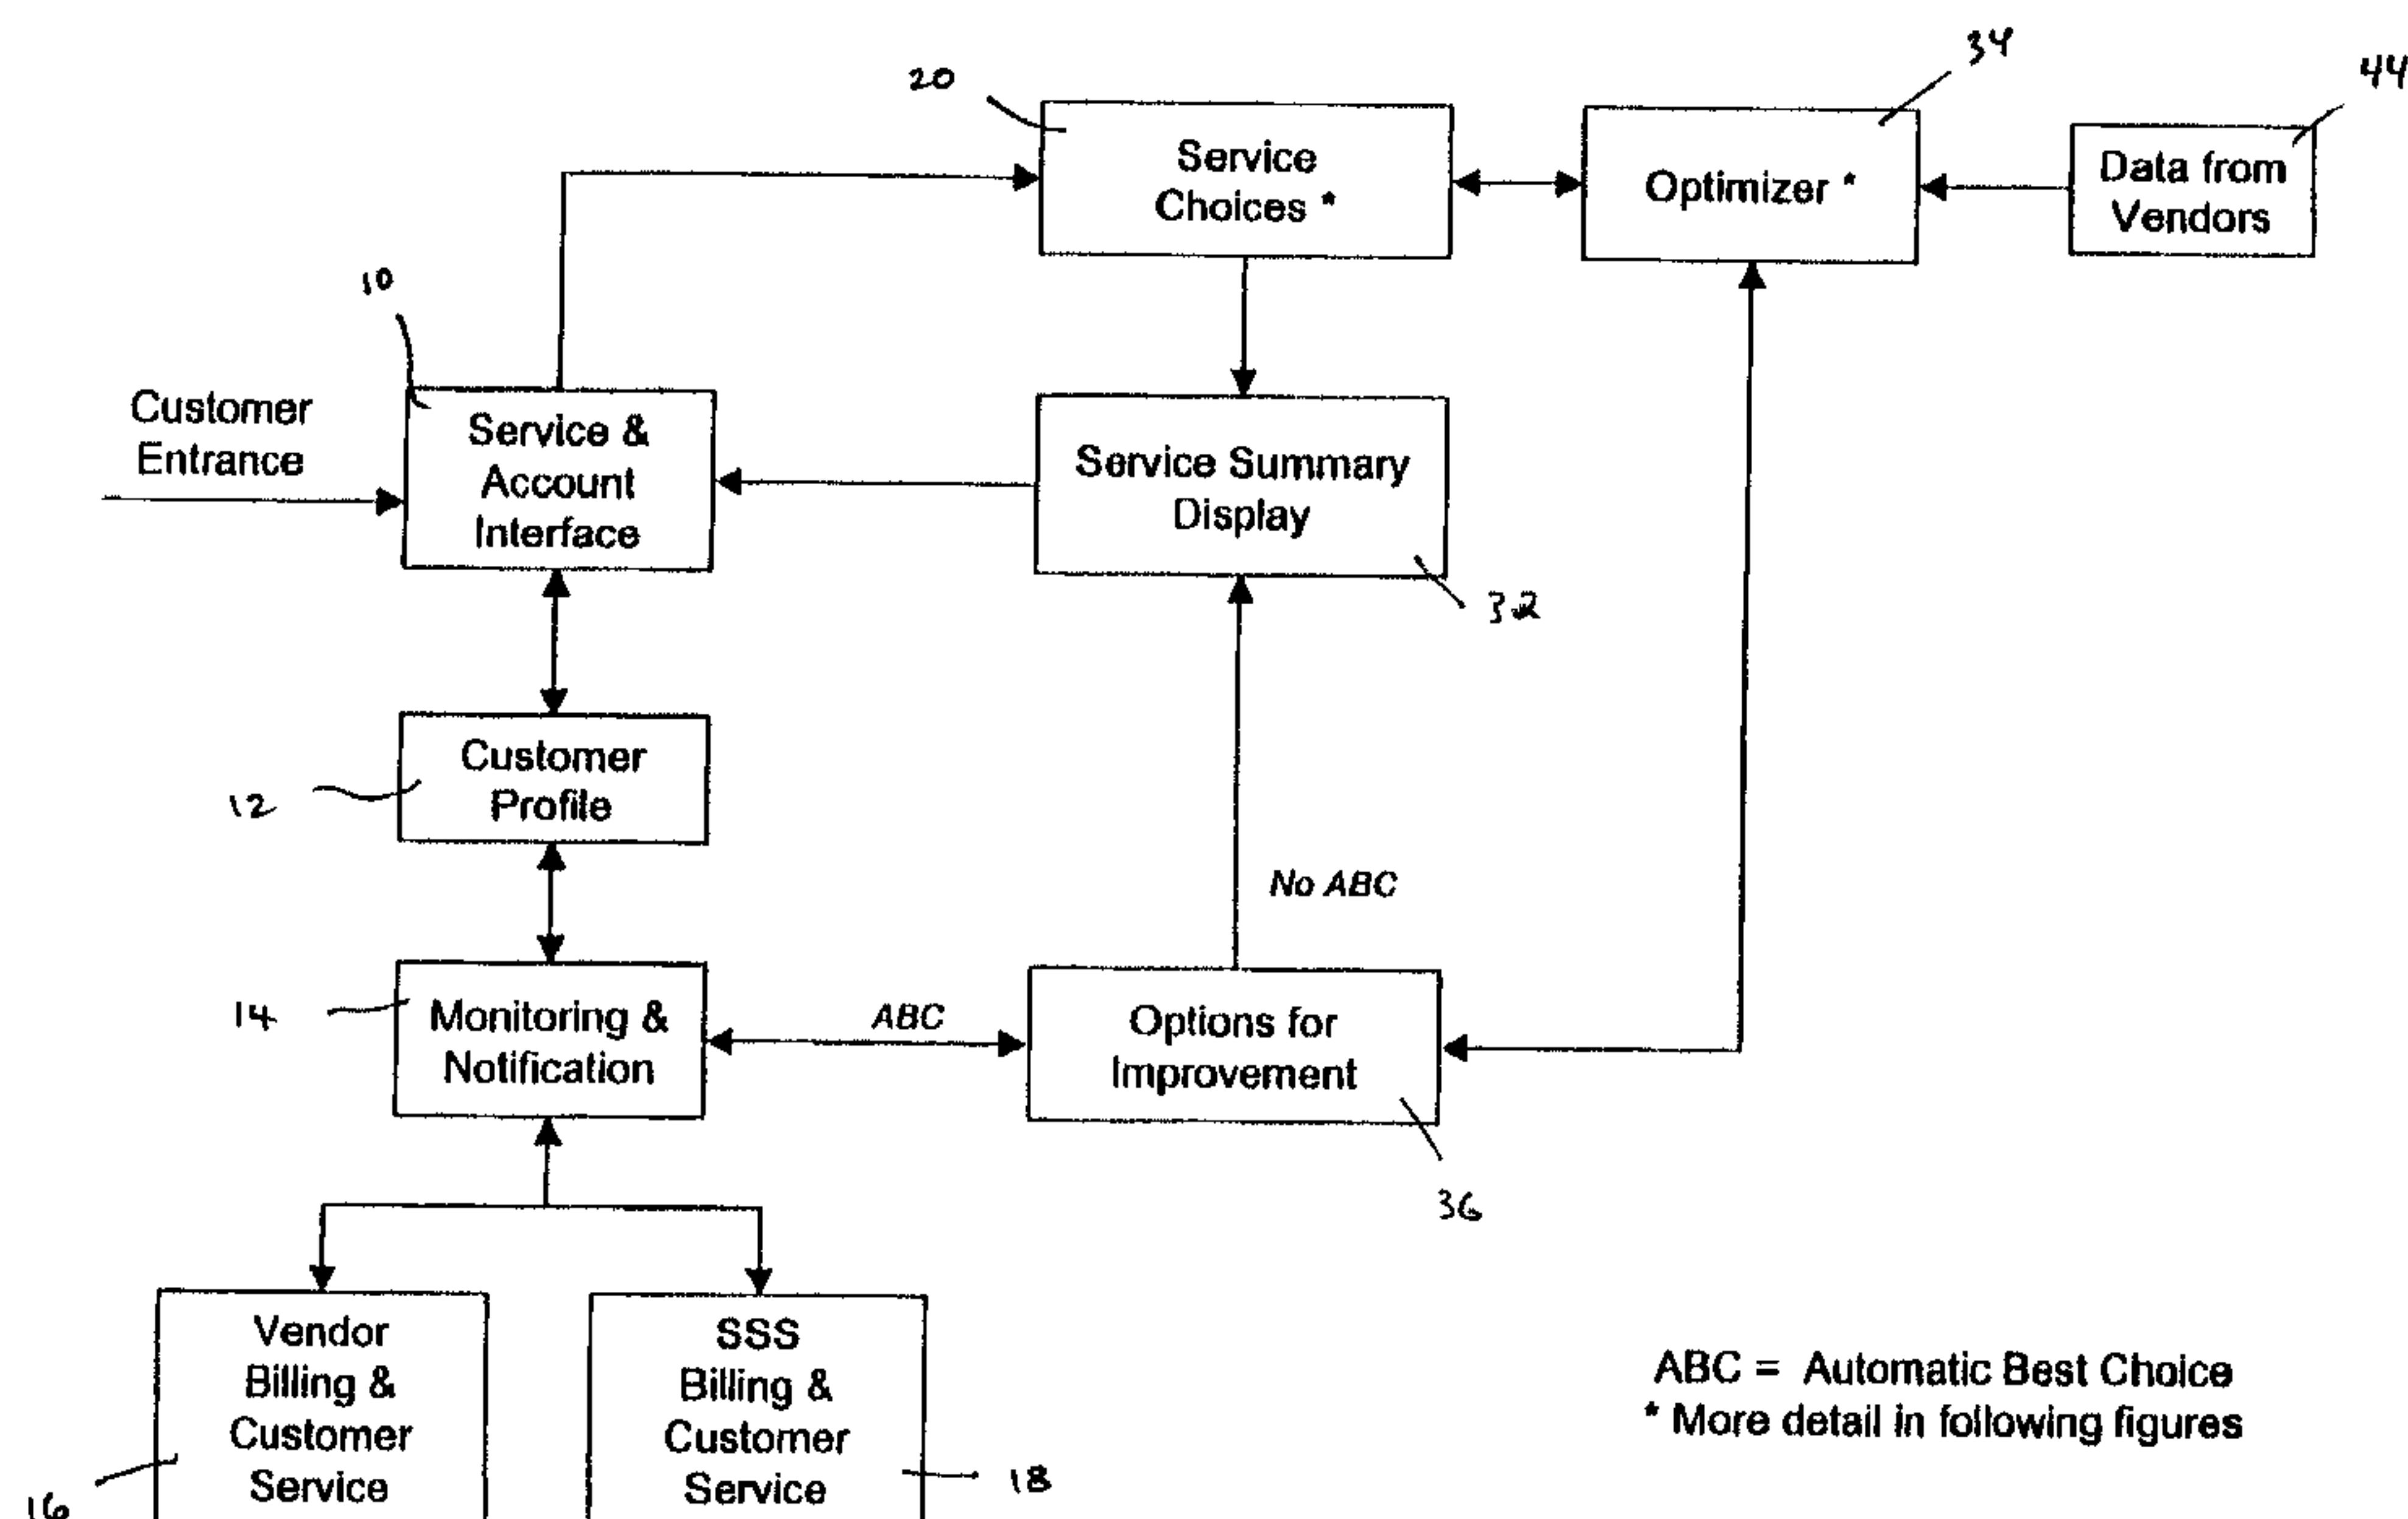 20
34
44
Service
Choices *
Optimizer *
Data from
Vendors
10
Customer
Entrance
Service &
Account
Interface
Service Summary
Display
32
Customer
Profile
12
No ABC
14
Monitoring &
Notification
ABC
Options for
Improvement
36
Vendor
Billing &
Customer
Service
16
SSS
Billing &
Customer
Service
18
ABC = Automatic Best Choice
* More detail in following figures